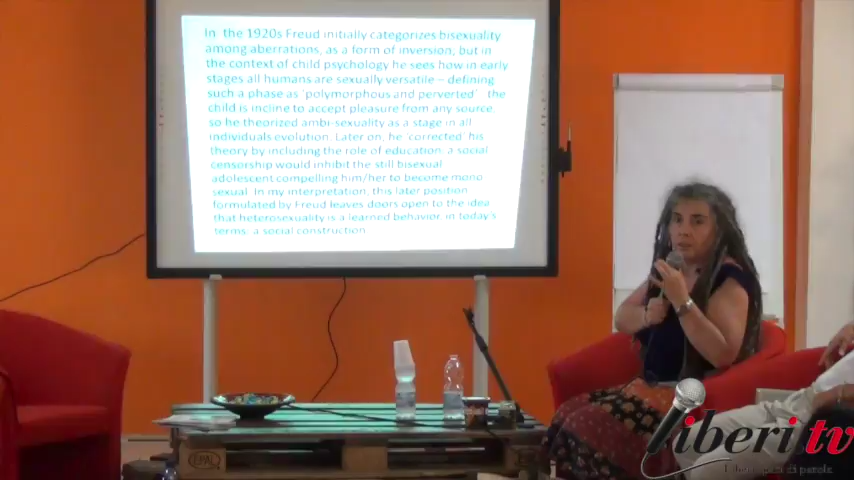 In the 1920s Freud initially categorizes bisexuality
among aberrations, as a form of inversion; but in
the context of child psychology he sees how in early
stages all humans are sexually versatile – defining
such a phase as 'polymorphous and perverted' : the
child is incline to accept pleasure from any source,
so he theorized ambi-sexuality as a stage in all
individuals evolution. Later on, he 'corrected' his
theory by including the role of education: a social
censorship would inhibit the still bisexual
adolescent compelling him/her to become mono
sexual. In my interpretation, this later position
formulated by Freud leaves doors open to the idea
that heterosexuality is a learned behavior, in today's
terms: a social construction.
EPAL
liberi tv